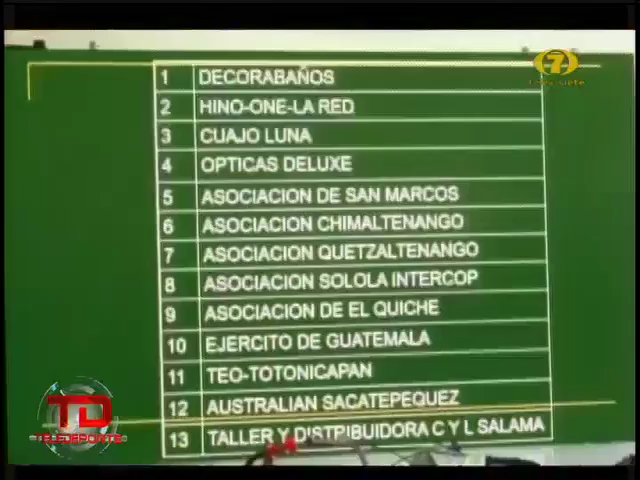 7
Televisiete
1 DECORABAÑOS
2 HINO-ONE-LA RED
3 CUAJO LUNA
4 OPTICAS DELUXE
5 ASOCIACION DE SAN MARCOS
6 ASOCIACION CHIMALTENANGO
7 ASOCIACION QUETZALTENANGO
8 ASOCIACION SOLOLA INTERCOP
9 ASOCIACION DE EL QUICHE
10 EJERCITO DE GUATEMALA
11 TEO-TOTONICAPAN
12 AUSTRALIAN SACATEPEQUEZ
13 TALLER Y DISTRIBUIDORA C Y L SALAMA
TD
TELEDEPORTE